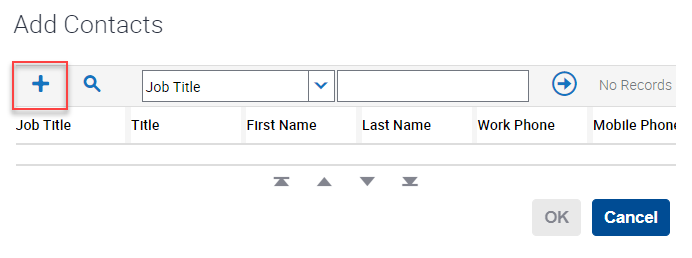 Add Contacts
Job Title No Records
Job Title Title First Name Last Name Work Phone Mobile Phone
OK Cancel